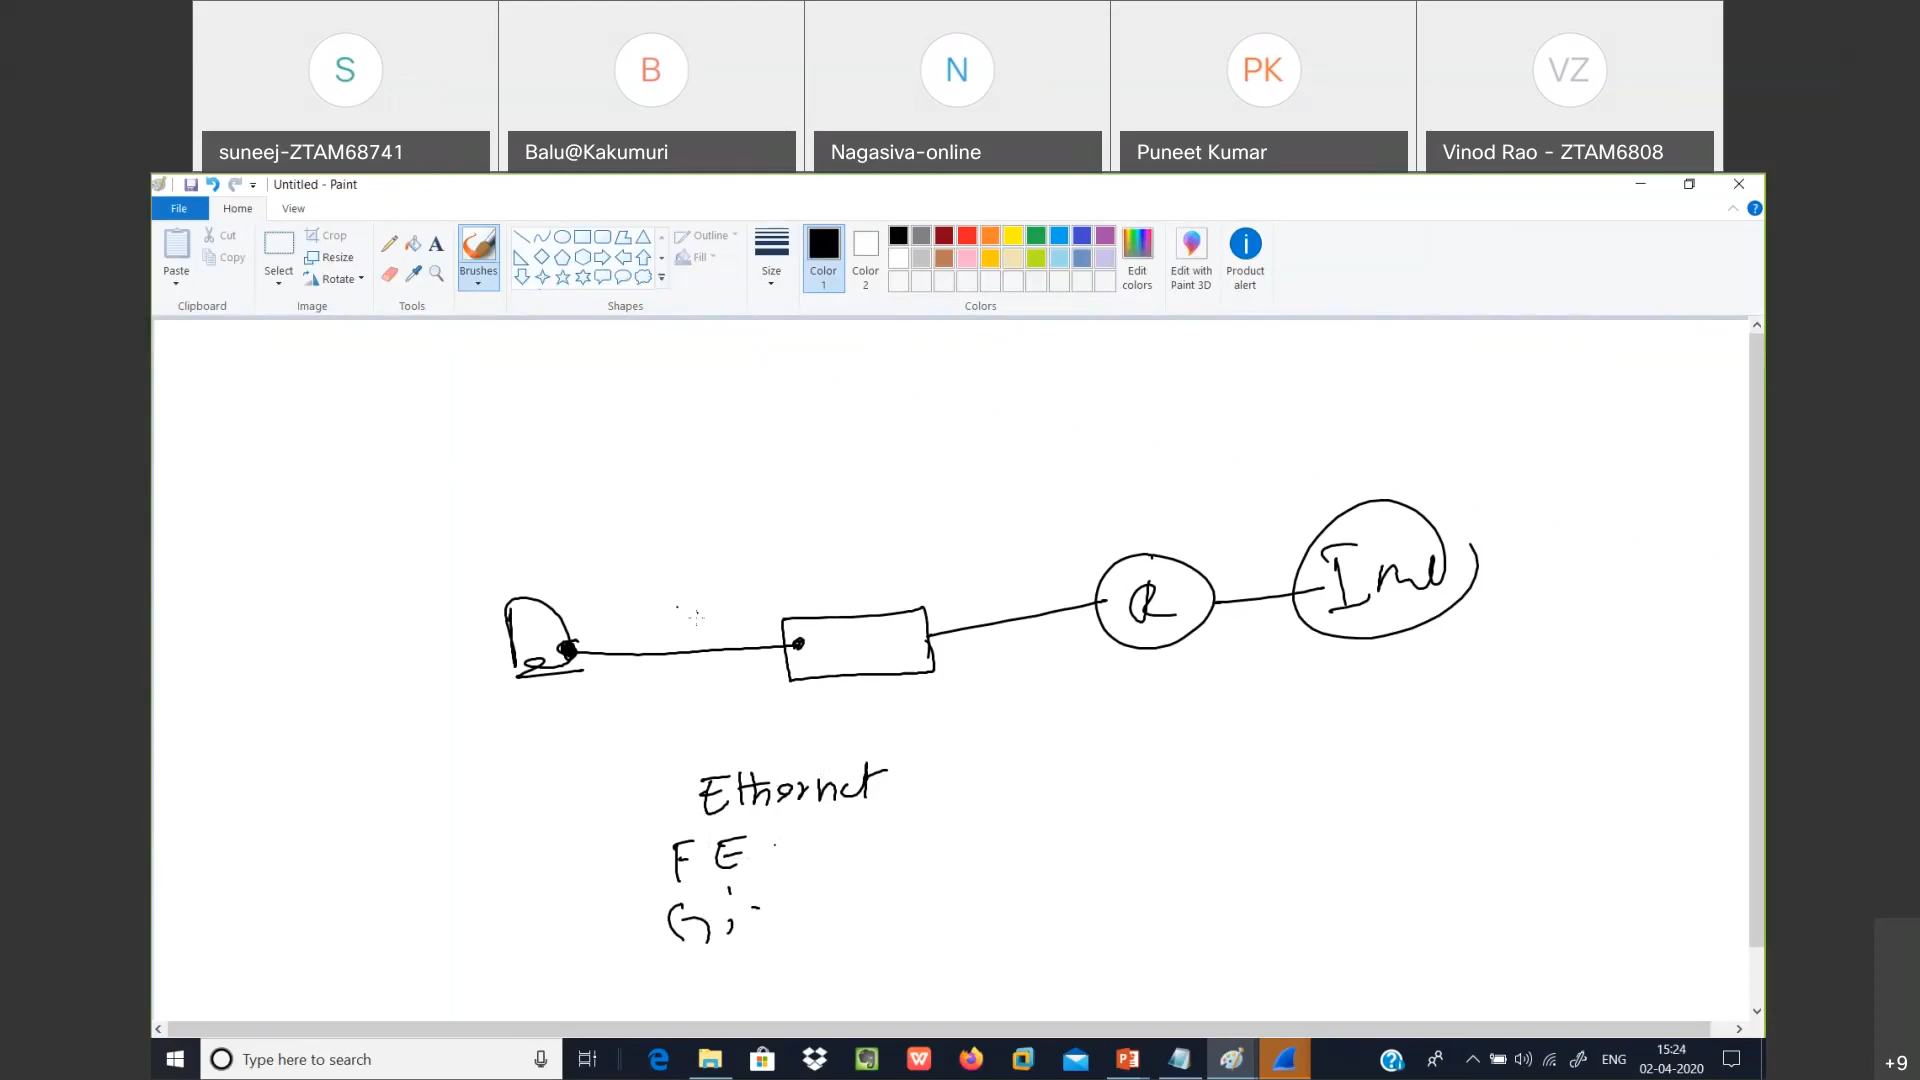 S B N PK VZ
suneej-ZTAM68741 Balu@Kakumuri Nagasiva-online Puneet Kumar Vinod Rao - ZTAM6808
Untitled - Paint
File Home View
Paste Cut Copy Select Crop Resize Rotate A Brushes Outline Fill Size Color 1 Color 2 Edit colors Edit with Paint 3D Product alert
Clipboard Image Tools Shapes Colors
R
Ethernet
F E
Gi
Type here to search
ENG 15:24
02-04-2020
+9